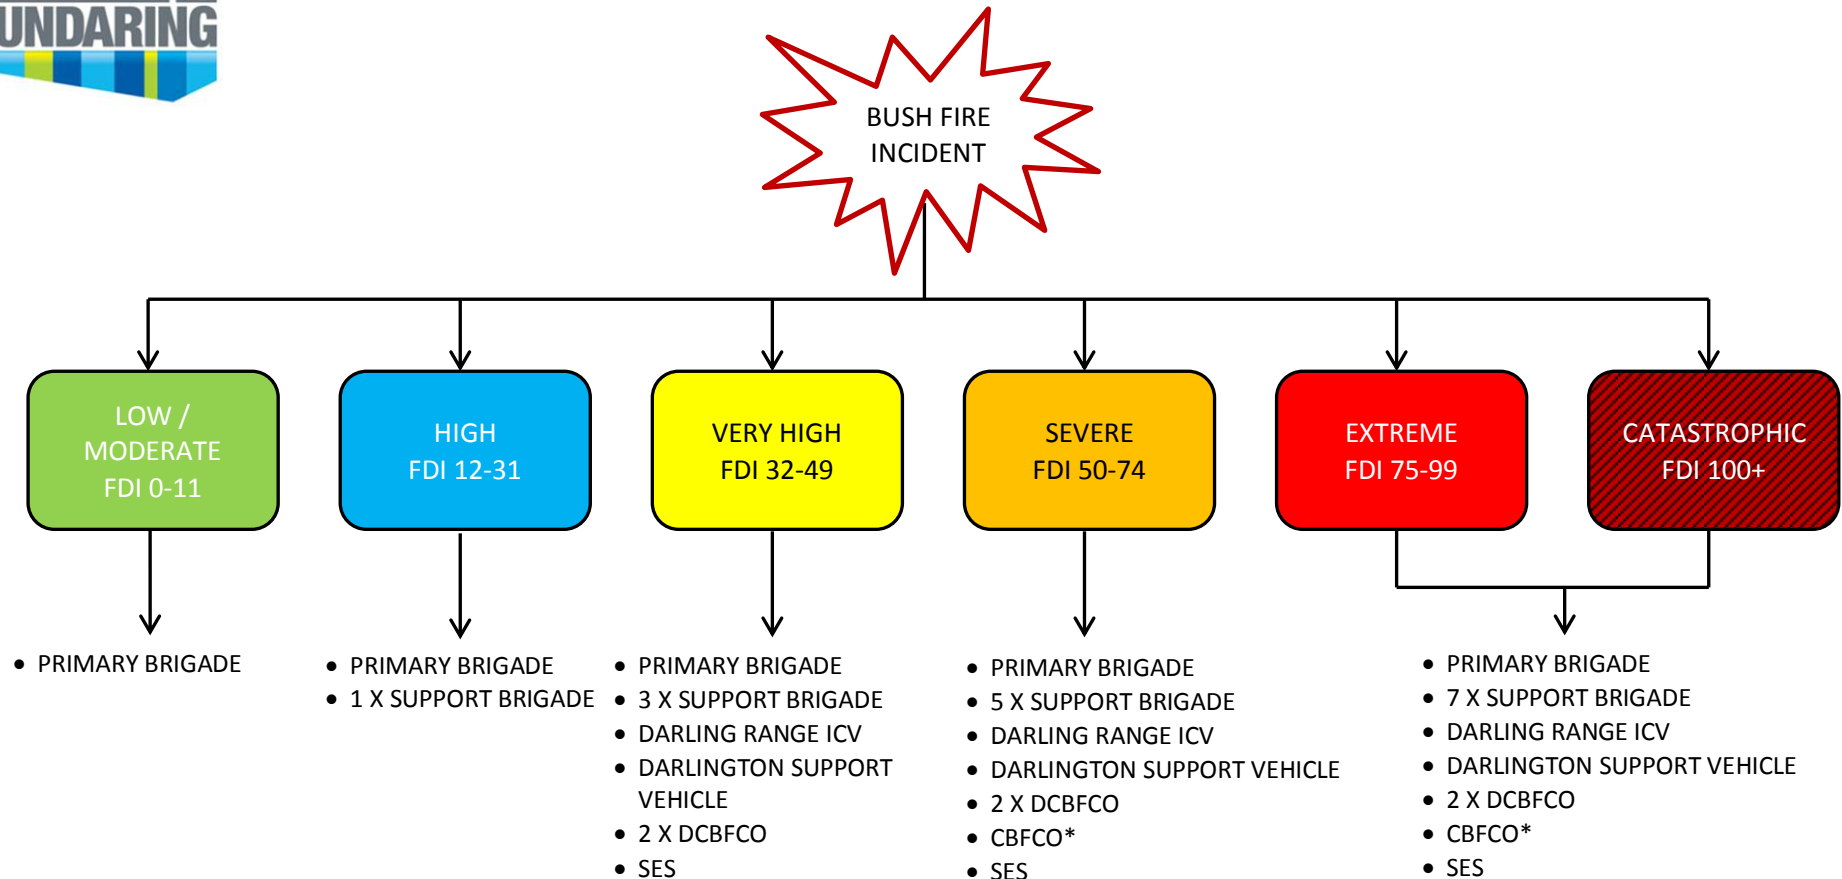 UNDARING
BUSH FIRE
INCIDENT
LOW /
MODERATE
FDI 0-11
HIGH
FDI 12-31
VERY HIGH
FDI 32-49
SEVERE
FDI 50-74
EXTREME
FDI 75-99
CATASTROPHIC
FDI 100+
• PRIMARY BRIGADE
• PRIMARY BRIGADE
• 1 X SUPPORT BRIGADE
• PRIMARY BRIGADE
• 3 X SUPPORT BRIGADE
• DARLING RANGE ICV
• DARLINGTON SUPPORT
VEHICLE
• 2 X DCBFCO
• SES
• PRIMARY BRIGADE
• 5 X SUPPORT BRIGADE
• DARLING RANGE ICV
• DARLINGTON SUPPORT VEHICLE
• 2 X DCBFCO
• CBFCO*
• SES
• PRIMARY BRIGADE
• 7 X SUPPORT BRIGADE
• DARLING RANGE ICV
• DARLINGTON SUPPORT VEHICLE
• 2 X DCBFCO
• CBFCO*
• SES